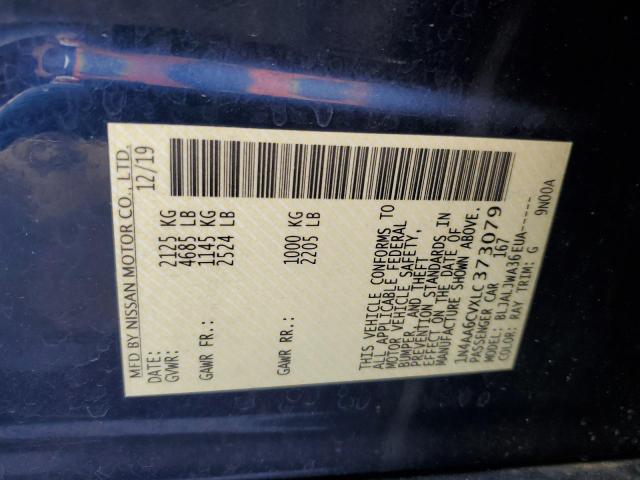 MFD BY NISSAN MOTOR CO., LTD.
DATE: 12/19
GVWR: 2125 KG
4685 LB
GAWR FR.: 1145 KG
2524 LB
GAWR RR.: 1000 KG
2205 LB
THIS VEHICLE CONFORMS TO
ALL APPLICABLE FEDERAL
MOTOR VEHICLE SAFETY,
BUMPER, AND THEFT
PREVENTION STANDARDS IN
EFFECT ON THE DATE OF
MANUFACTURE SHOWN ABOVE.
JN4AA6CVXLC 373079
PASSENGER CAR 167
MODEL: BLJALJWA36EUA-----
COLOR: RAY TRIM: G 9N00A